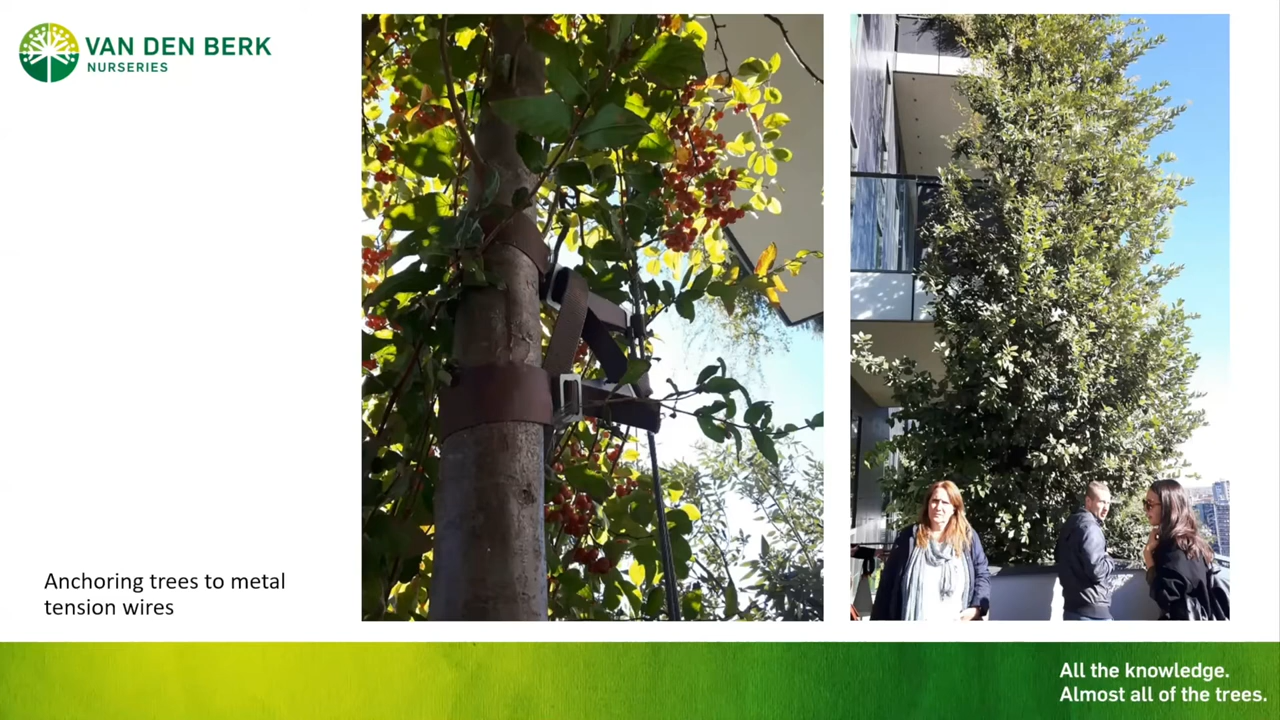 VAN DEN BERK
NURSERIES
Anchoring trees to metal
tension wires
All the knowledge.
Almost all of the trees.